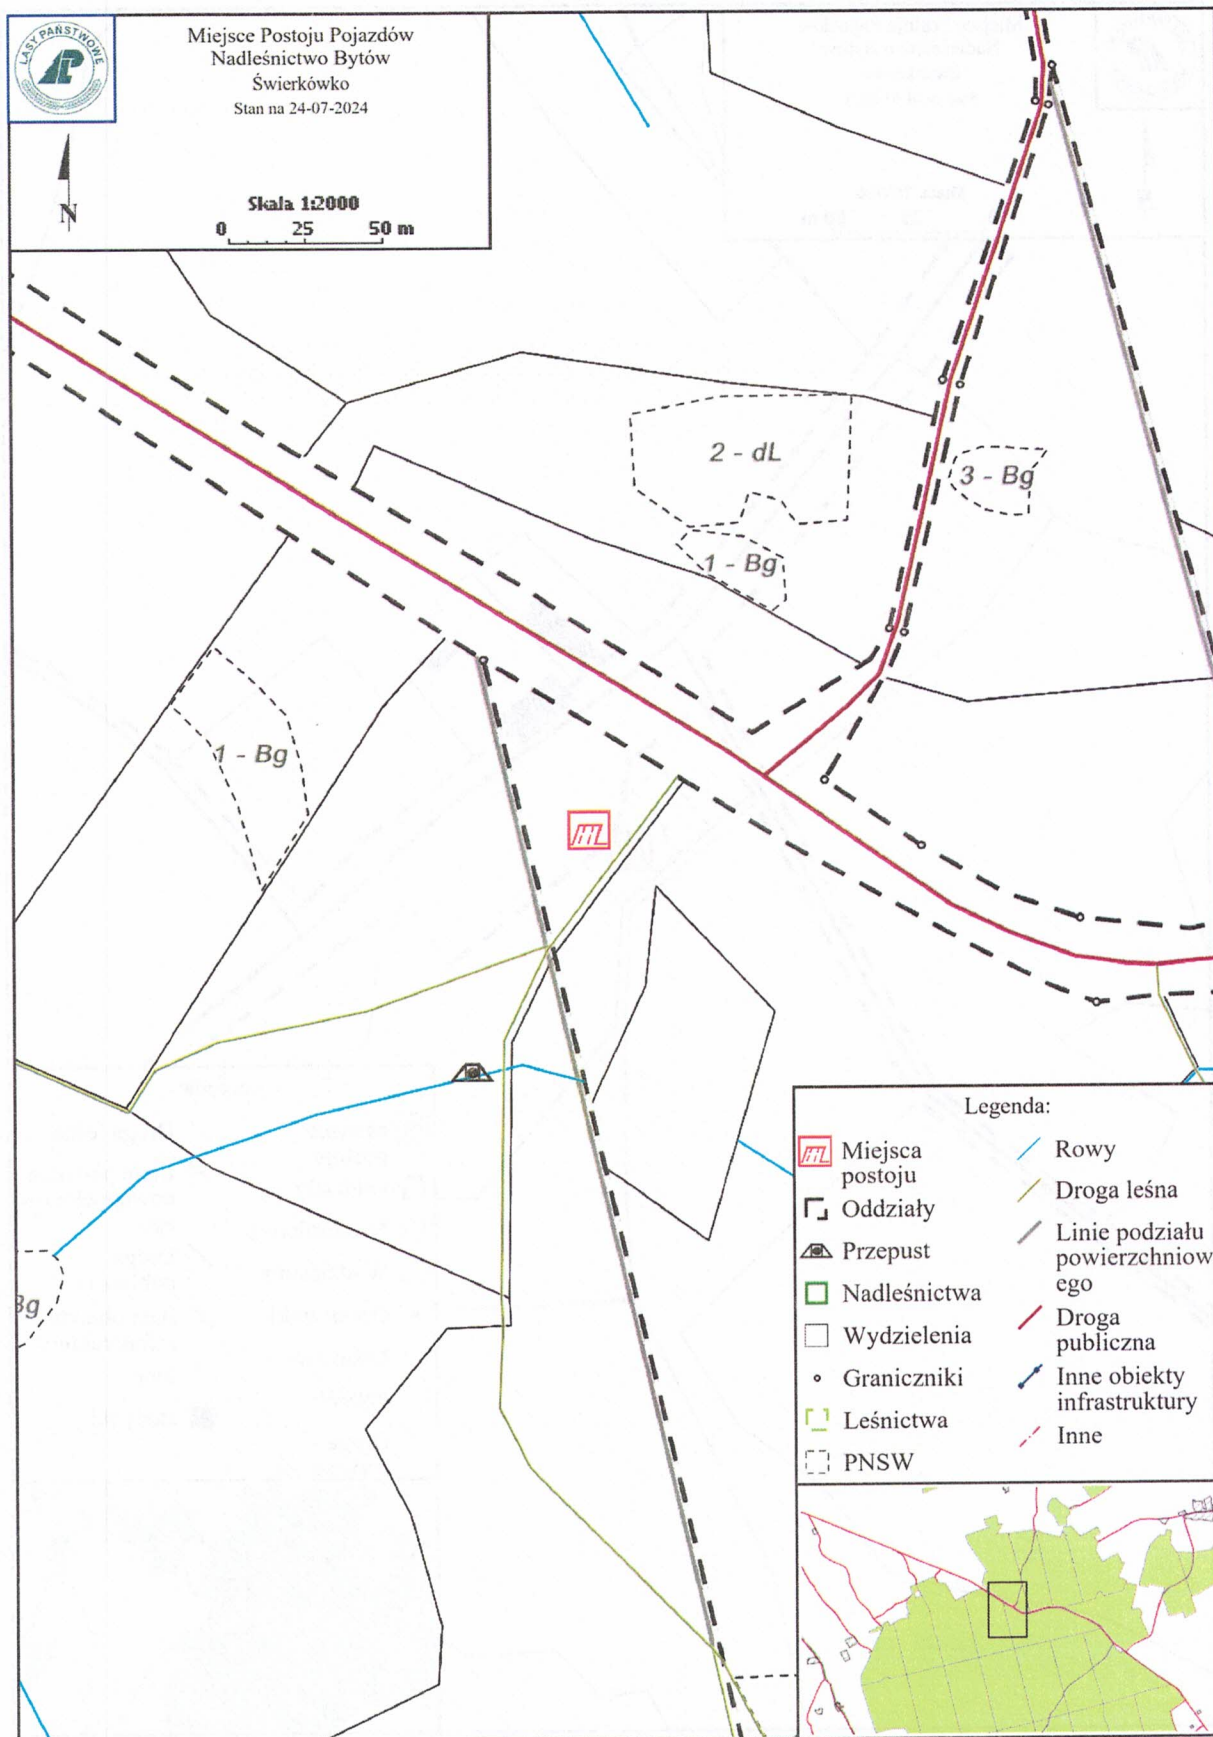 LASY PAŃSTWOWE
Miejsce Postoju Pojazdów
Nadleśnictwo Bytów
Świerkówko
Stan na 24-07-2024
N
Skala 1:2000
0 25 50 m
2 - dL
3 - Bg
1 - Bg
1 - Bg
Bg
Legenda:
Miejsca
postoju
Oddziały
Przepust
Nadleśnictwa
Wydzielenia
Graniczniki
Leśnictwa
PNSW
Rowy
Droga leśna
Linie podziału
powierzchniow
ego
Droga
publiczna
Inne obiekty
infrastruktury
Inne